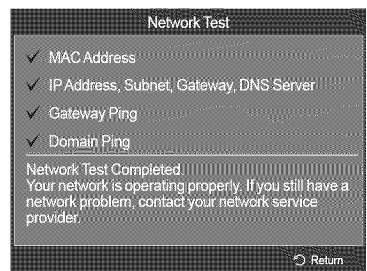 Network Test
MAC Address
IP Address, Subnet, Gateway, DNS Server
Gateway Ping
Domain Ping
Network Test Completed.
Your network is operating properly. If you still have a
network problem, contact your network service
provider.
Return